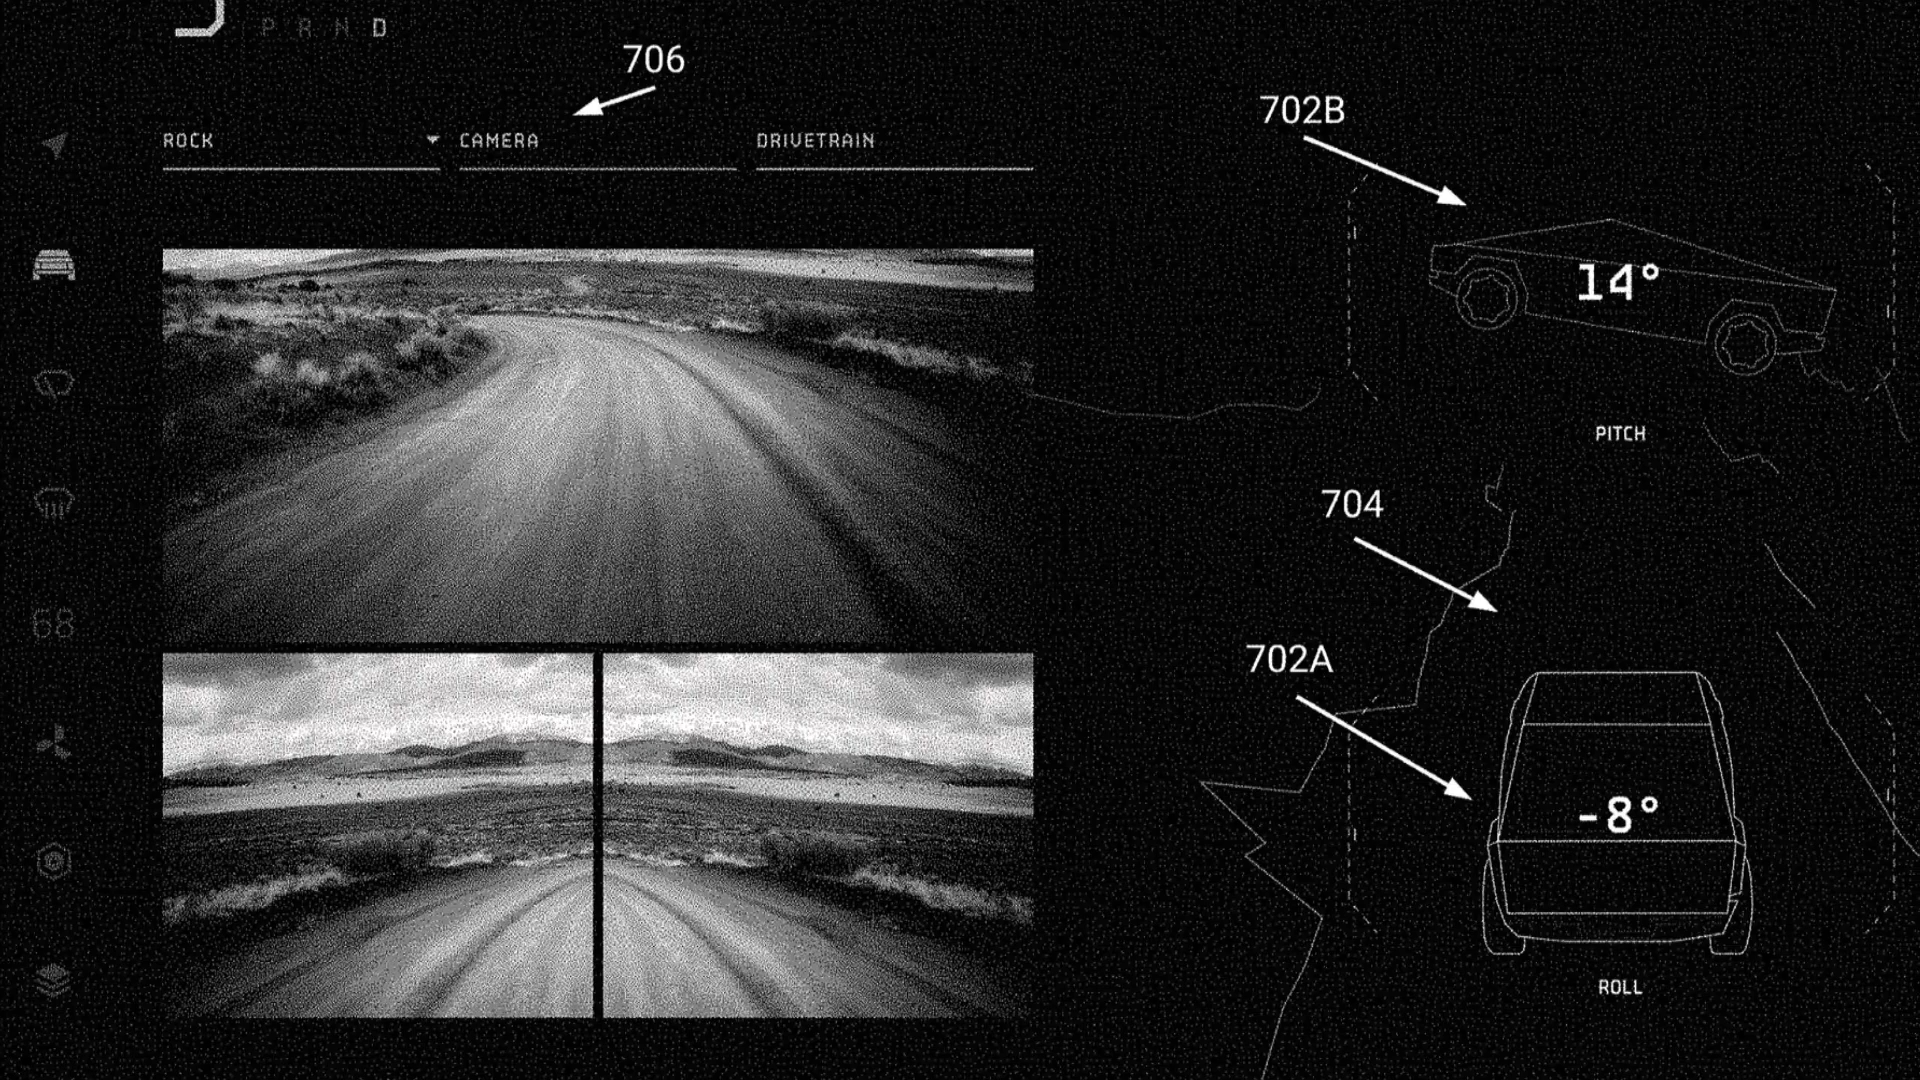 P R N D
706
702B
ROCK
CAMERA
DRIVETRAIN
14°
PITCH
704
68
702A
-8°
ROLL